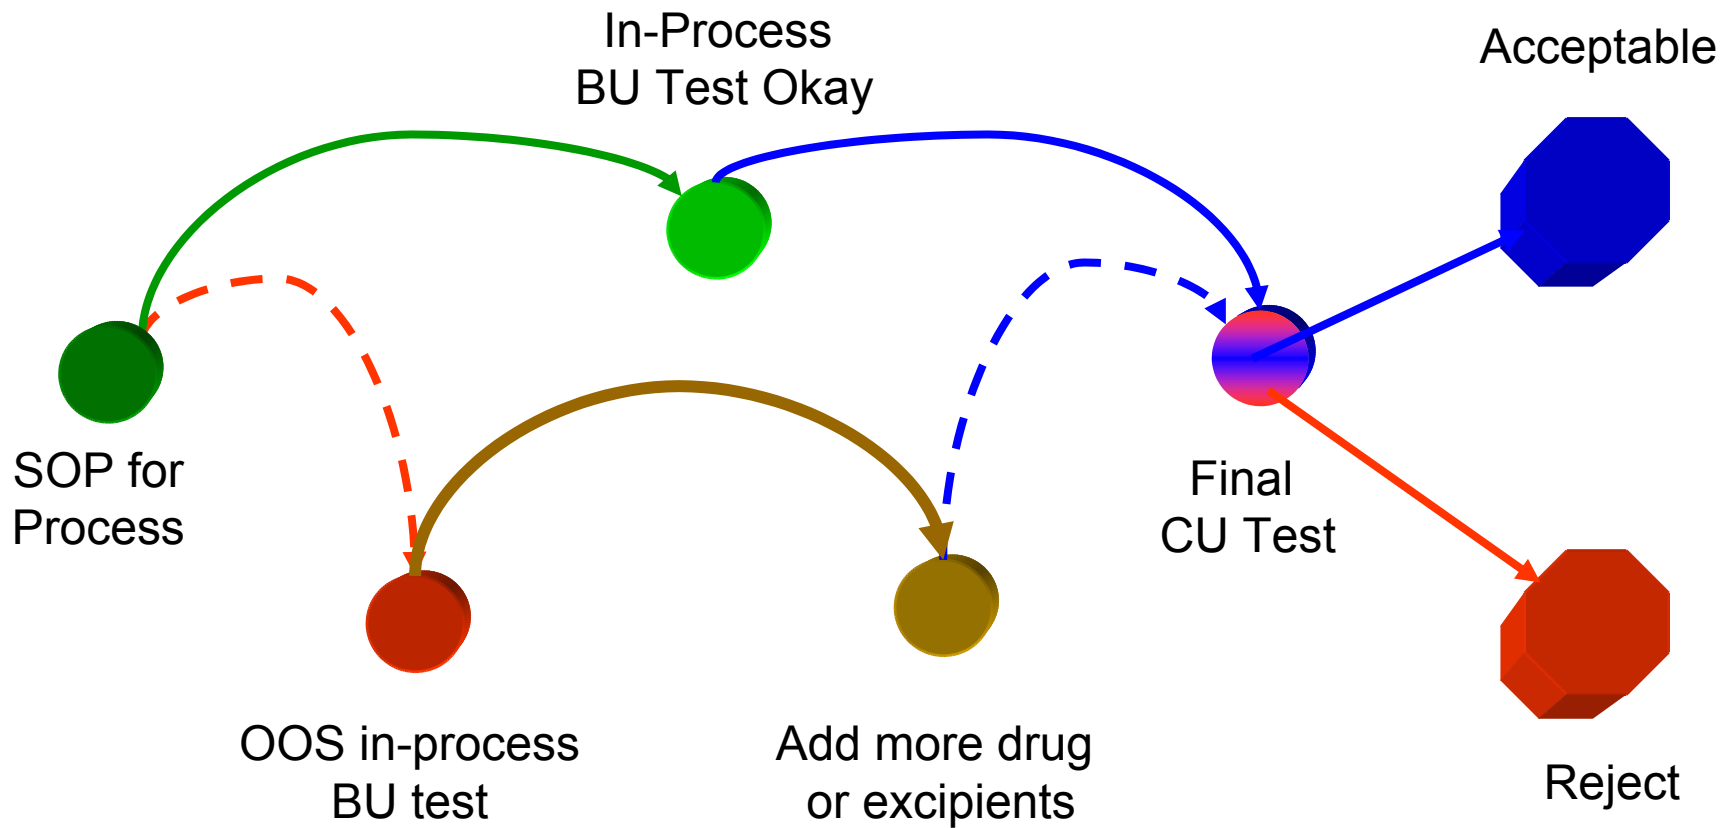 In-Process
BU Test Okay
Acceptable
SOP for
Process
Final
CU Test
OOS in-process
BU test
Add more drug
or excipients
Reject